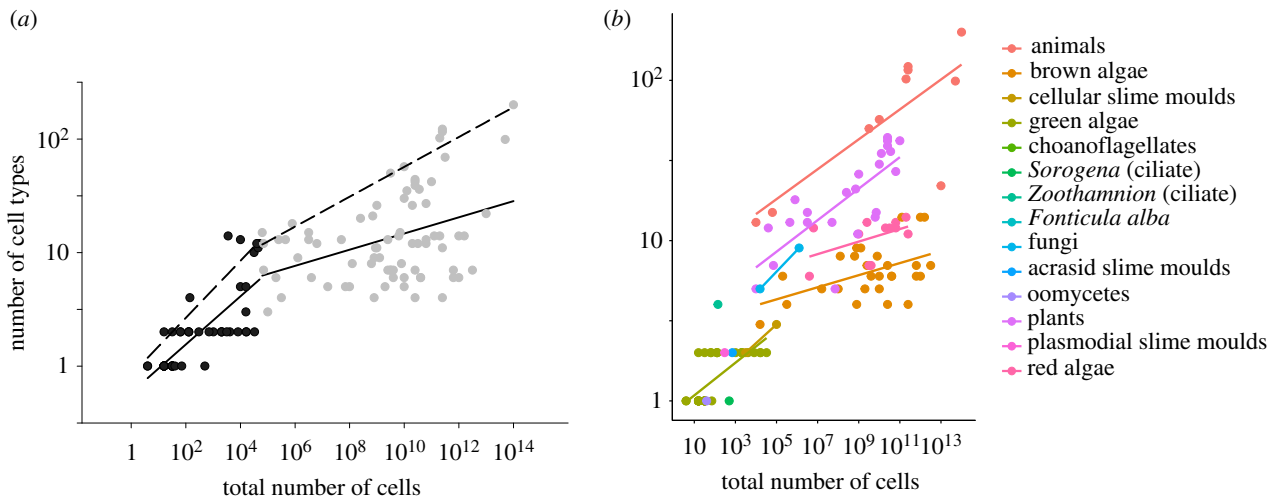 (a)
(b)
number of cell types
10²
10
1
1
10²
10⁴
10⁶
10⁸
10¹⁰
10¹²
10¹⁴
total number of cells
10²
10
1
10
10³
10⁵
10⁷
10⁹
10¹¹
10¹³
total number of cells
animals
brown algae
cellular slime moulds
green algae
choanoflagellates
Sorogena (ciliate)
Zoothamnion (ciliate)
Fonticula alba
fungi
acrasid slime moulds
oomycetes
plants
plasmodial slime moulds
red algae